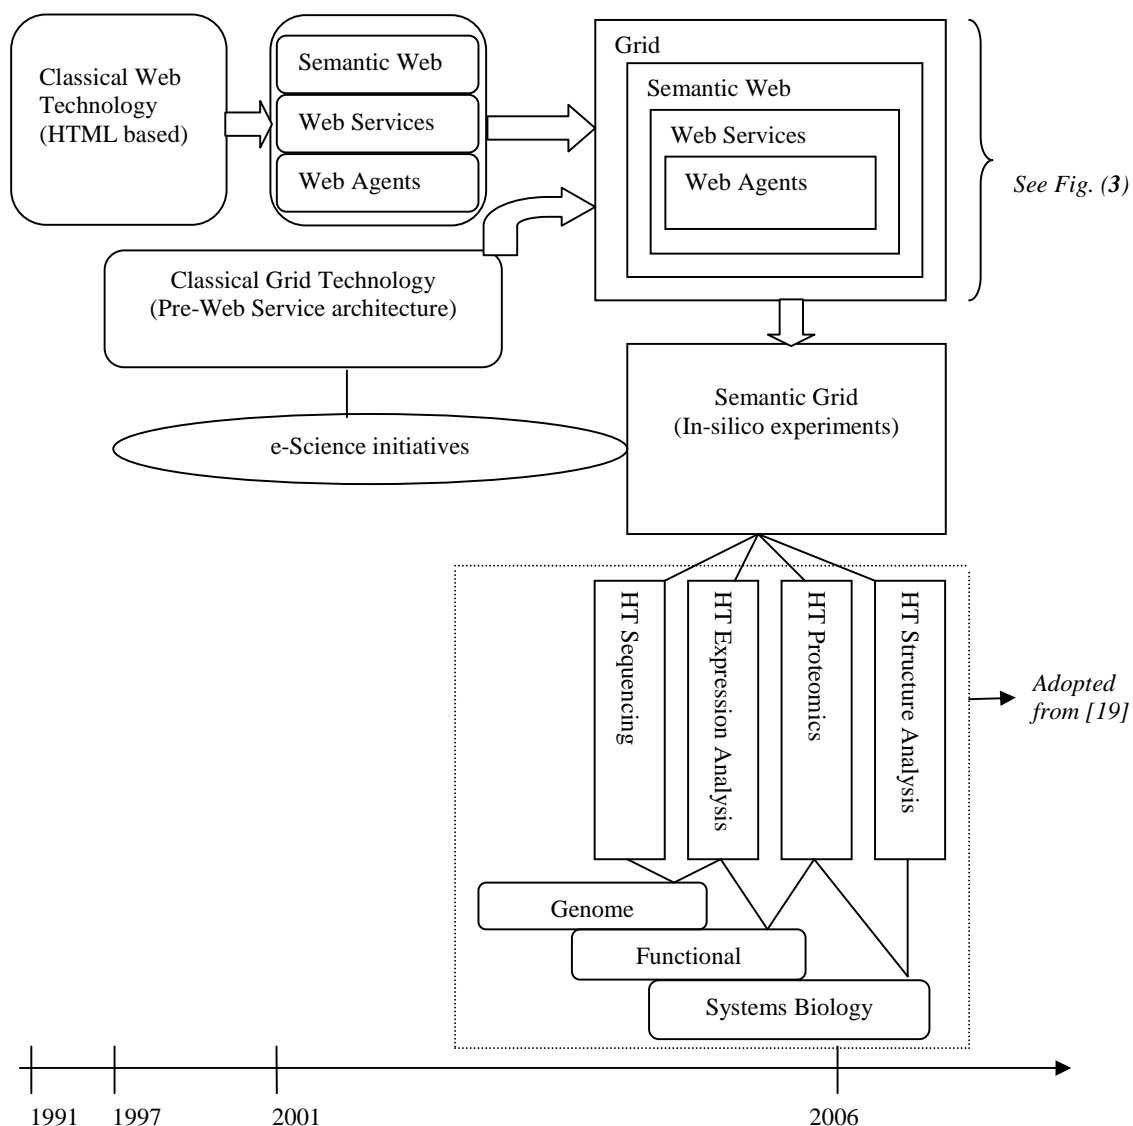 Classical Web
Technology
(HTML based)
Semantic Web
Web Services
Web Agents
Grid
Semantic Web
Web Services
Web Agents
See Fig. (3)
Classical Grid Technology
(Pre-Web Service architecture)
e-Science initiatives
Semantic Grid
(In-silico experiments)
HT Sequencing
HT Expression Analysis
HT Proteomics
HT Structure Analysis
Adopted
from [19]
Genome
Functional
Systems Biology
1991
1997
2001
2006